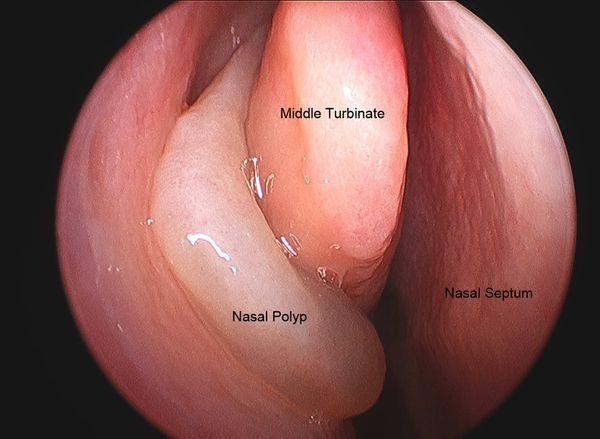 Middle Turbinate
Nasal Septum
Nasal Polyp